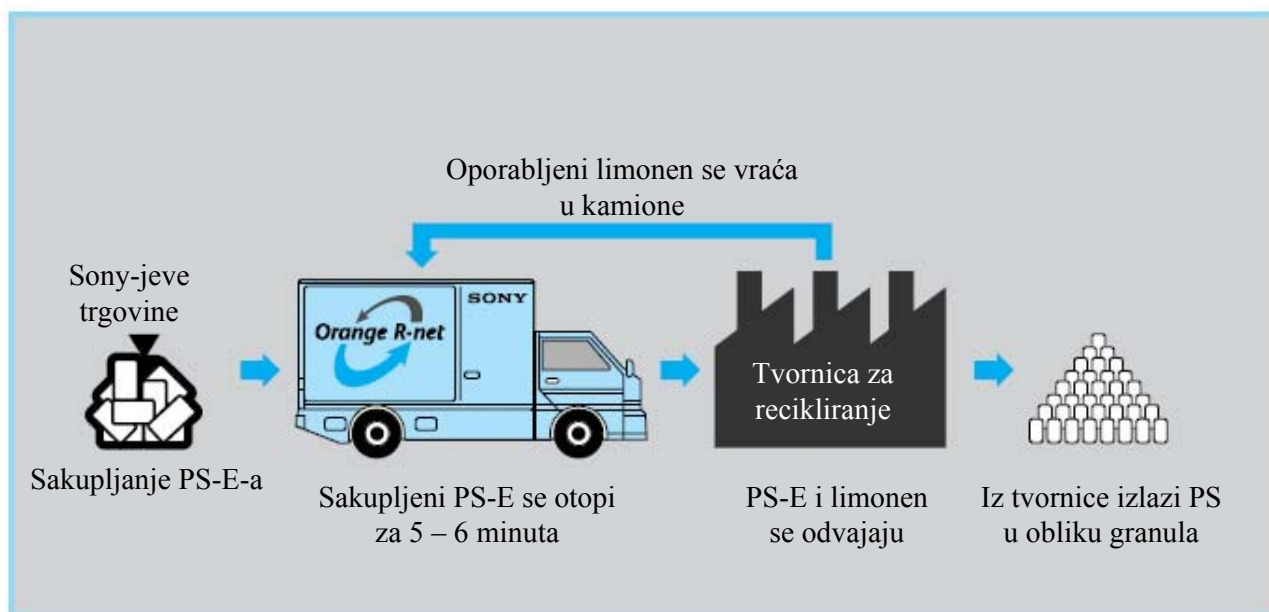 Oporabljeni limonen se vraća
u kamione
Sony-jeve
trgovine
SONY
Orange R-net
Tvornica za
recikliranje
Sakupljanje PS-E-a
Sakupljeni PS-E se otopi
za 5 – 6 minuta
PS-E i limonen
se odvajaju
Iz tvornice izlazi PS
u obliku granula